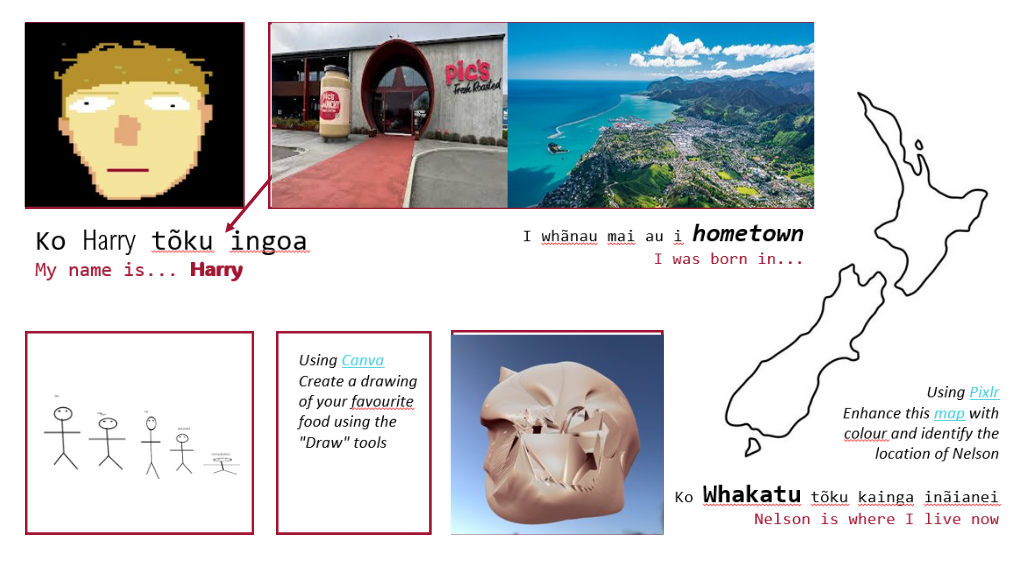 pic's
Fresh Roasted
pic's
Ko Harry tõku ingoa
My name is... Harry
I whãnau mai au i hometown
I was born in...
Using Canva
Create a drawing
of your favourite
food using the
"Draw" tools
Using Pixlr
Enhance this map with
colour and identify the
location of Nelson
Ko Whakatu tõku kainga inãianei
Nelson is where I live now